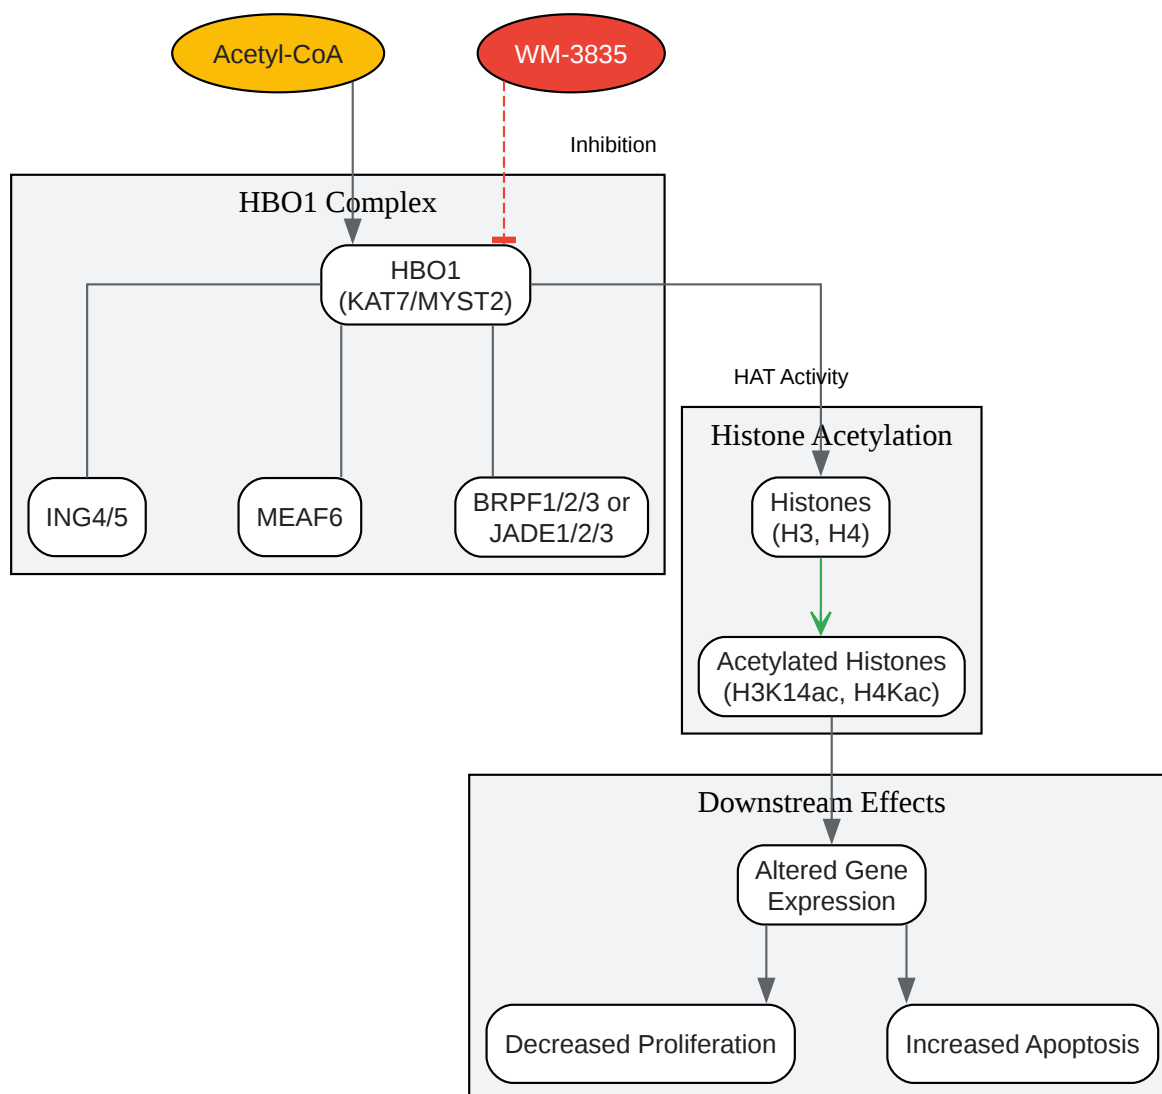 Acetyl-CoA
WM-3835
Inhibition
HBO1 Complex
HBO1
(KAT7/MYST2)
HAT Activity
Histone Acetylation
ING4/5
MEAF6
BRPF1/2/3 or
JADE1/2/3
Histones
(H3, H4)
Acetylated Histones
(H3K14ac, H4Kac)
Downstream Effects
Altered Gene
Expression
Decreased Proliferation
Increased Apoptosis